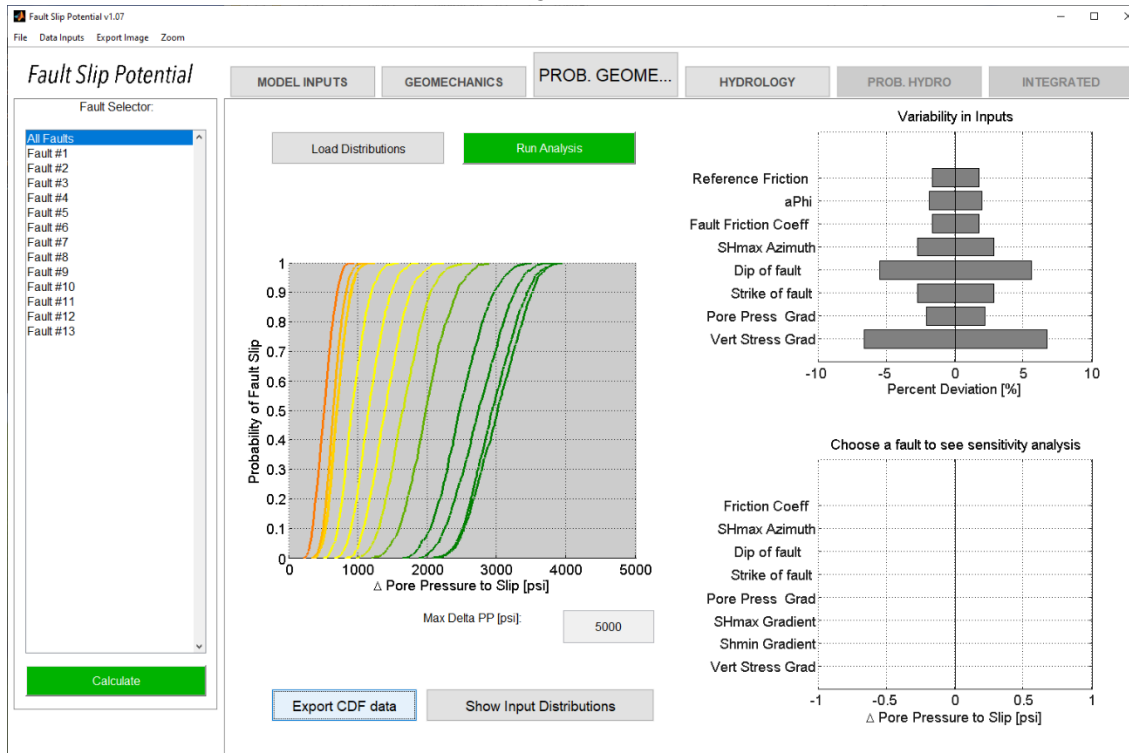 Fault Slip Potential v1.07
File Data Inputs Export Image Zoom
Fault Slip Potential
MODEL INPUTS
GEOMECHANICS
PROB. GEOME...
HYDROLOGY
PROB. HYDRO
INTEGRATED
Fault Selector:
All Faults
Fault #1
Fault #2
Fault #3
Fault #4
Fault #5
Fault #6
Fault #7
Fault #8
Fault #9
Fault #10
Fault #11
Fault #12
Fault #13
Calculate
Load Distributions
Run Analysis
Probability of Fault Slip
1
0.9
0.8
0.7
0.6
0.5
0.4
0.3
0.2
0.1
0
0 1000 2000 3000 4000 5000
Δ Pore Pressure to Slip [psi]
Max Delta PP [psi]:
5000
Export CDF data
Show Input Distributions
Variability in Inputs
Reference Friction
aPhi
Fault Friction Coeff
SHmax Azimuth
Dip of fault
Strike of fault
Pore Press Grad
Vert Stress Grad
-10 -5 0 5 10
Percent Deviation [%]
Choose a fault to see sensitivity analysis
Friction Coeff
SHmax Azimuth
Dip of fault
Strike of fault
Pore Press Grad
SHmax Gradient
Shmin Gradient
Vert Stress Grad
-1 -0.5 0 0.5 1
Δ Pore Pressure to Slip [psi]